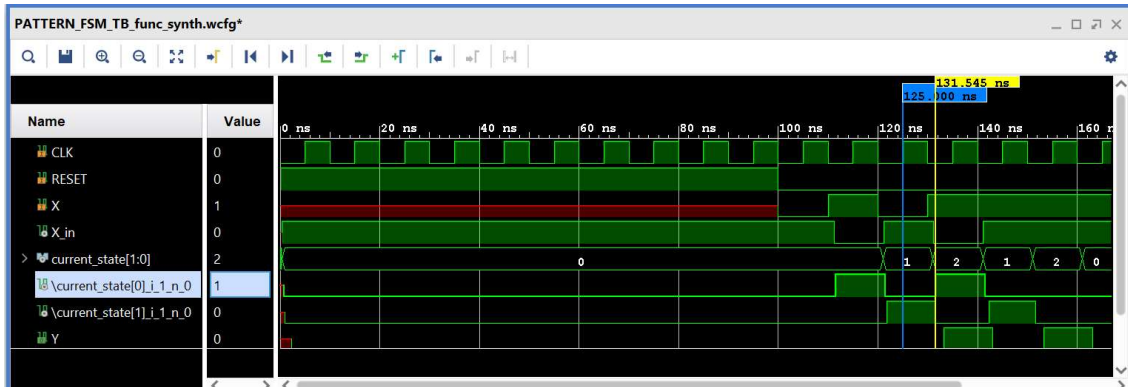 PATTERN_FSM_TB_func_synth.wcfg*
131.545 ns
125.000 ns
Name Value 0 ns 20 ns 40 ns 60 ns 80 ns 100 ns 120 ns 140 ns 160
CLK 0
RESET 0
X 1
X_in 0
current_state[1:0] 2 0 1 2 1 2 0
\current_state[0]_i_1_n_0 1
\current_state[1]_i_1_n_0 0
Y 0